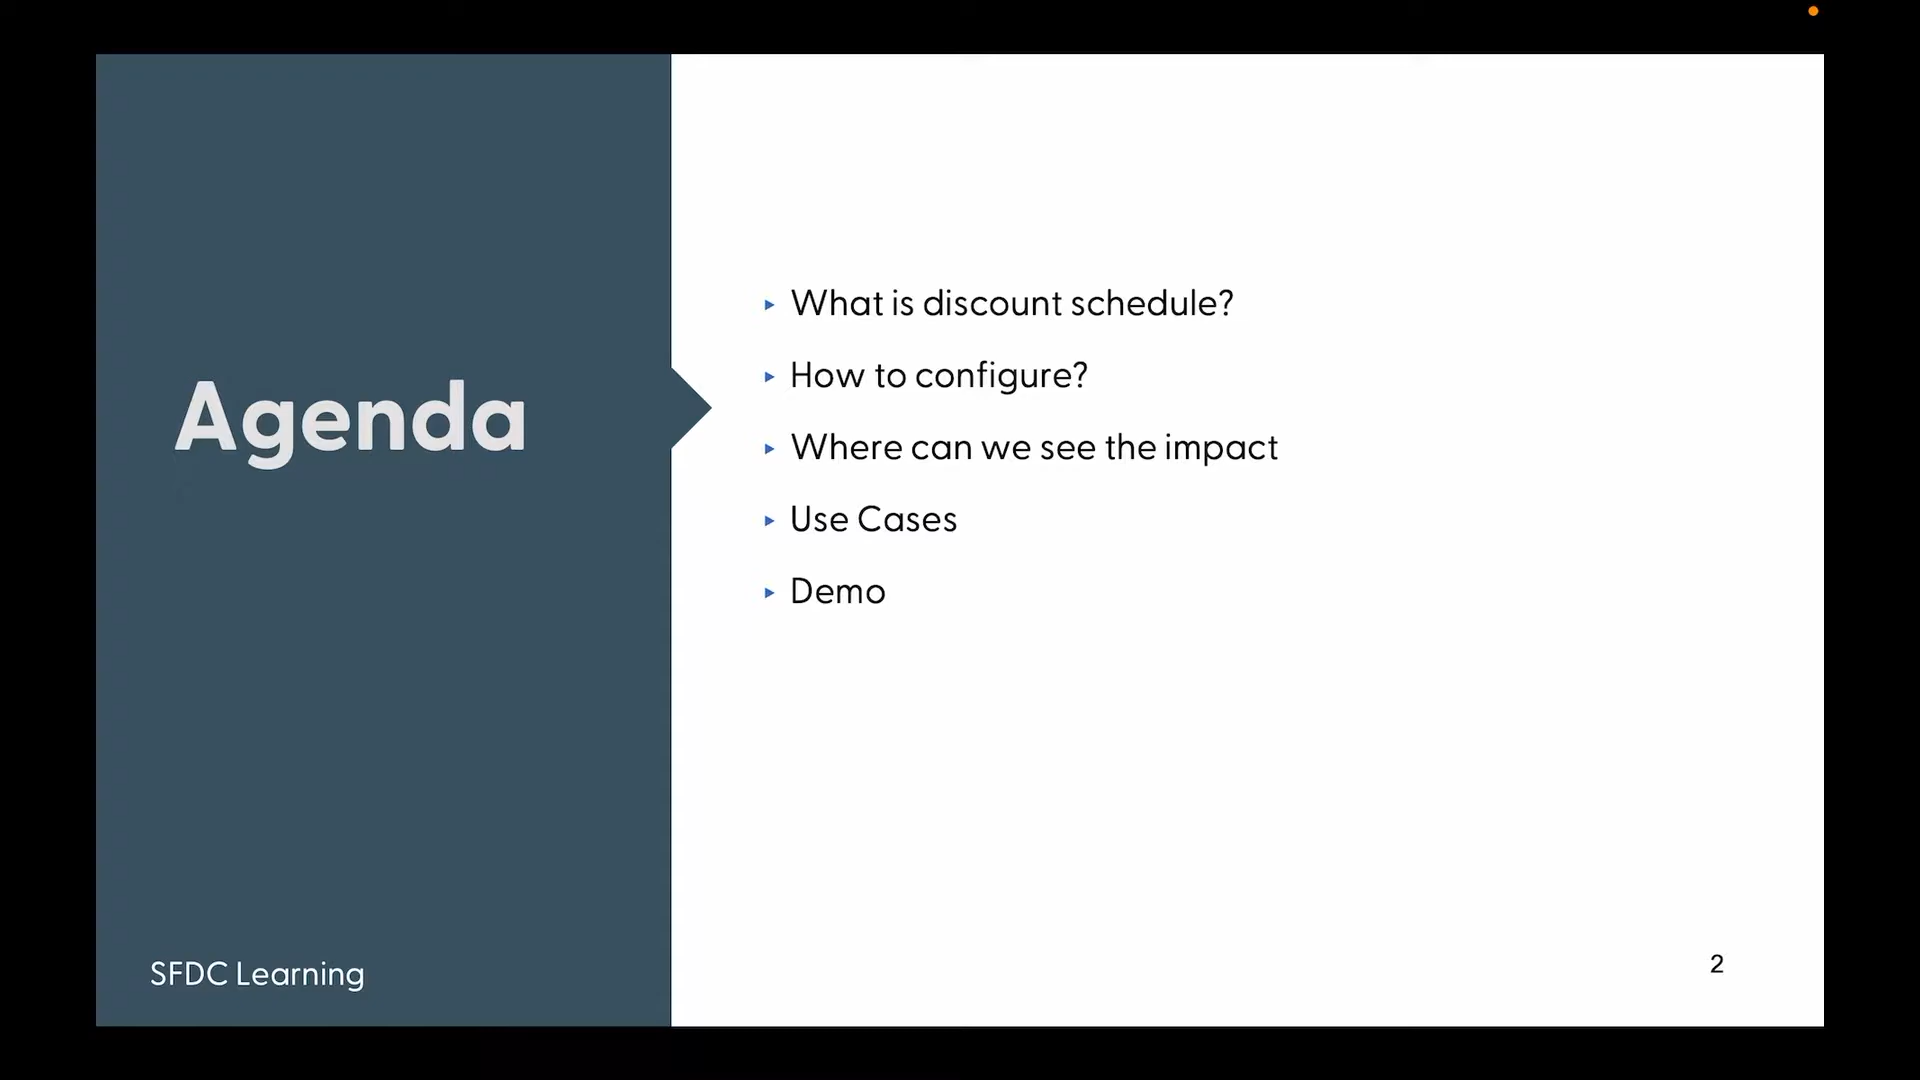 Agenda
What is discount schedule?
How to configure?
Where can we see the impact
Use Cases
Demo
SFDC Learning
2